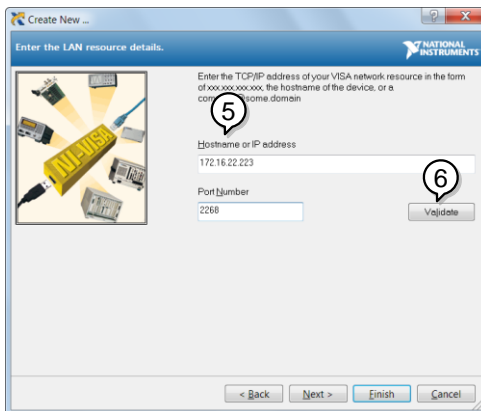 Create New ...
Enter the LAN resource details.
NATIONAL INSTRUMENTS
NI-VISA
Enter the TCP/IP address of your VISA network resource in the form
of xxx.xxx.xxx.xxx, the hostname of the device, or a
some.domain
5
Hostname or IP address
172.16.22.223
6
Port Number
2268
Validate
< Back
Next >
Finish
Cancel